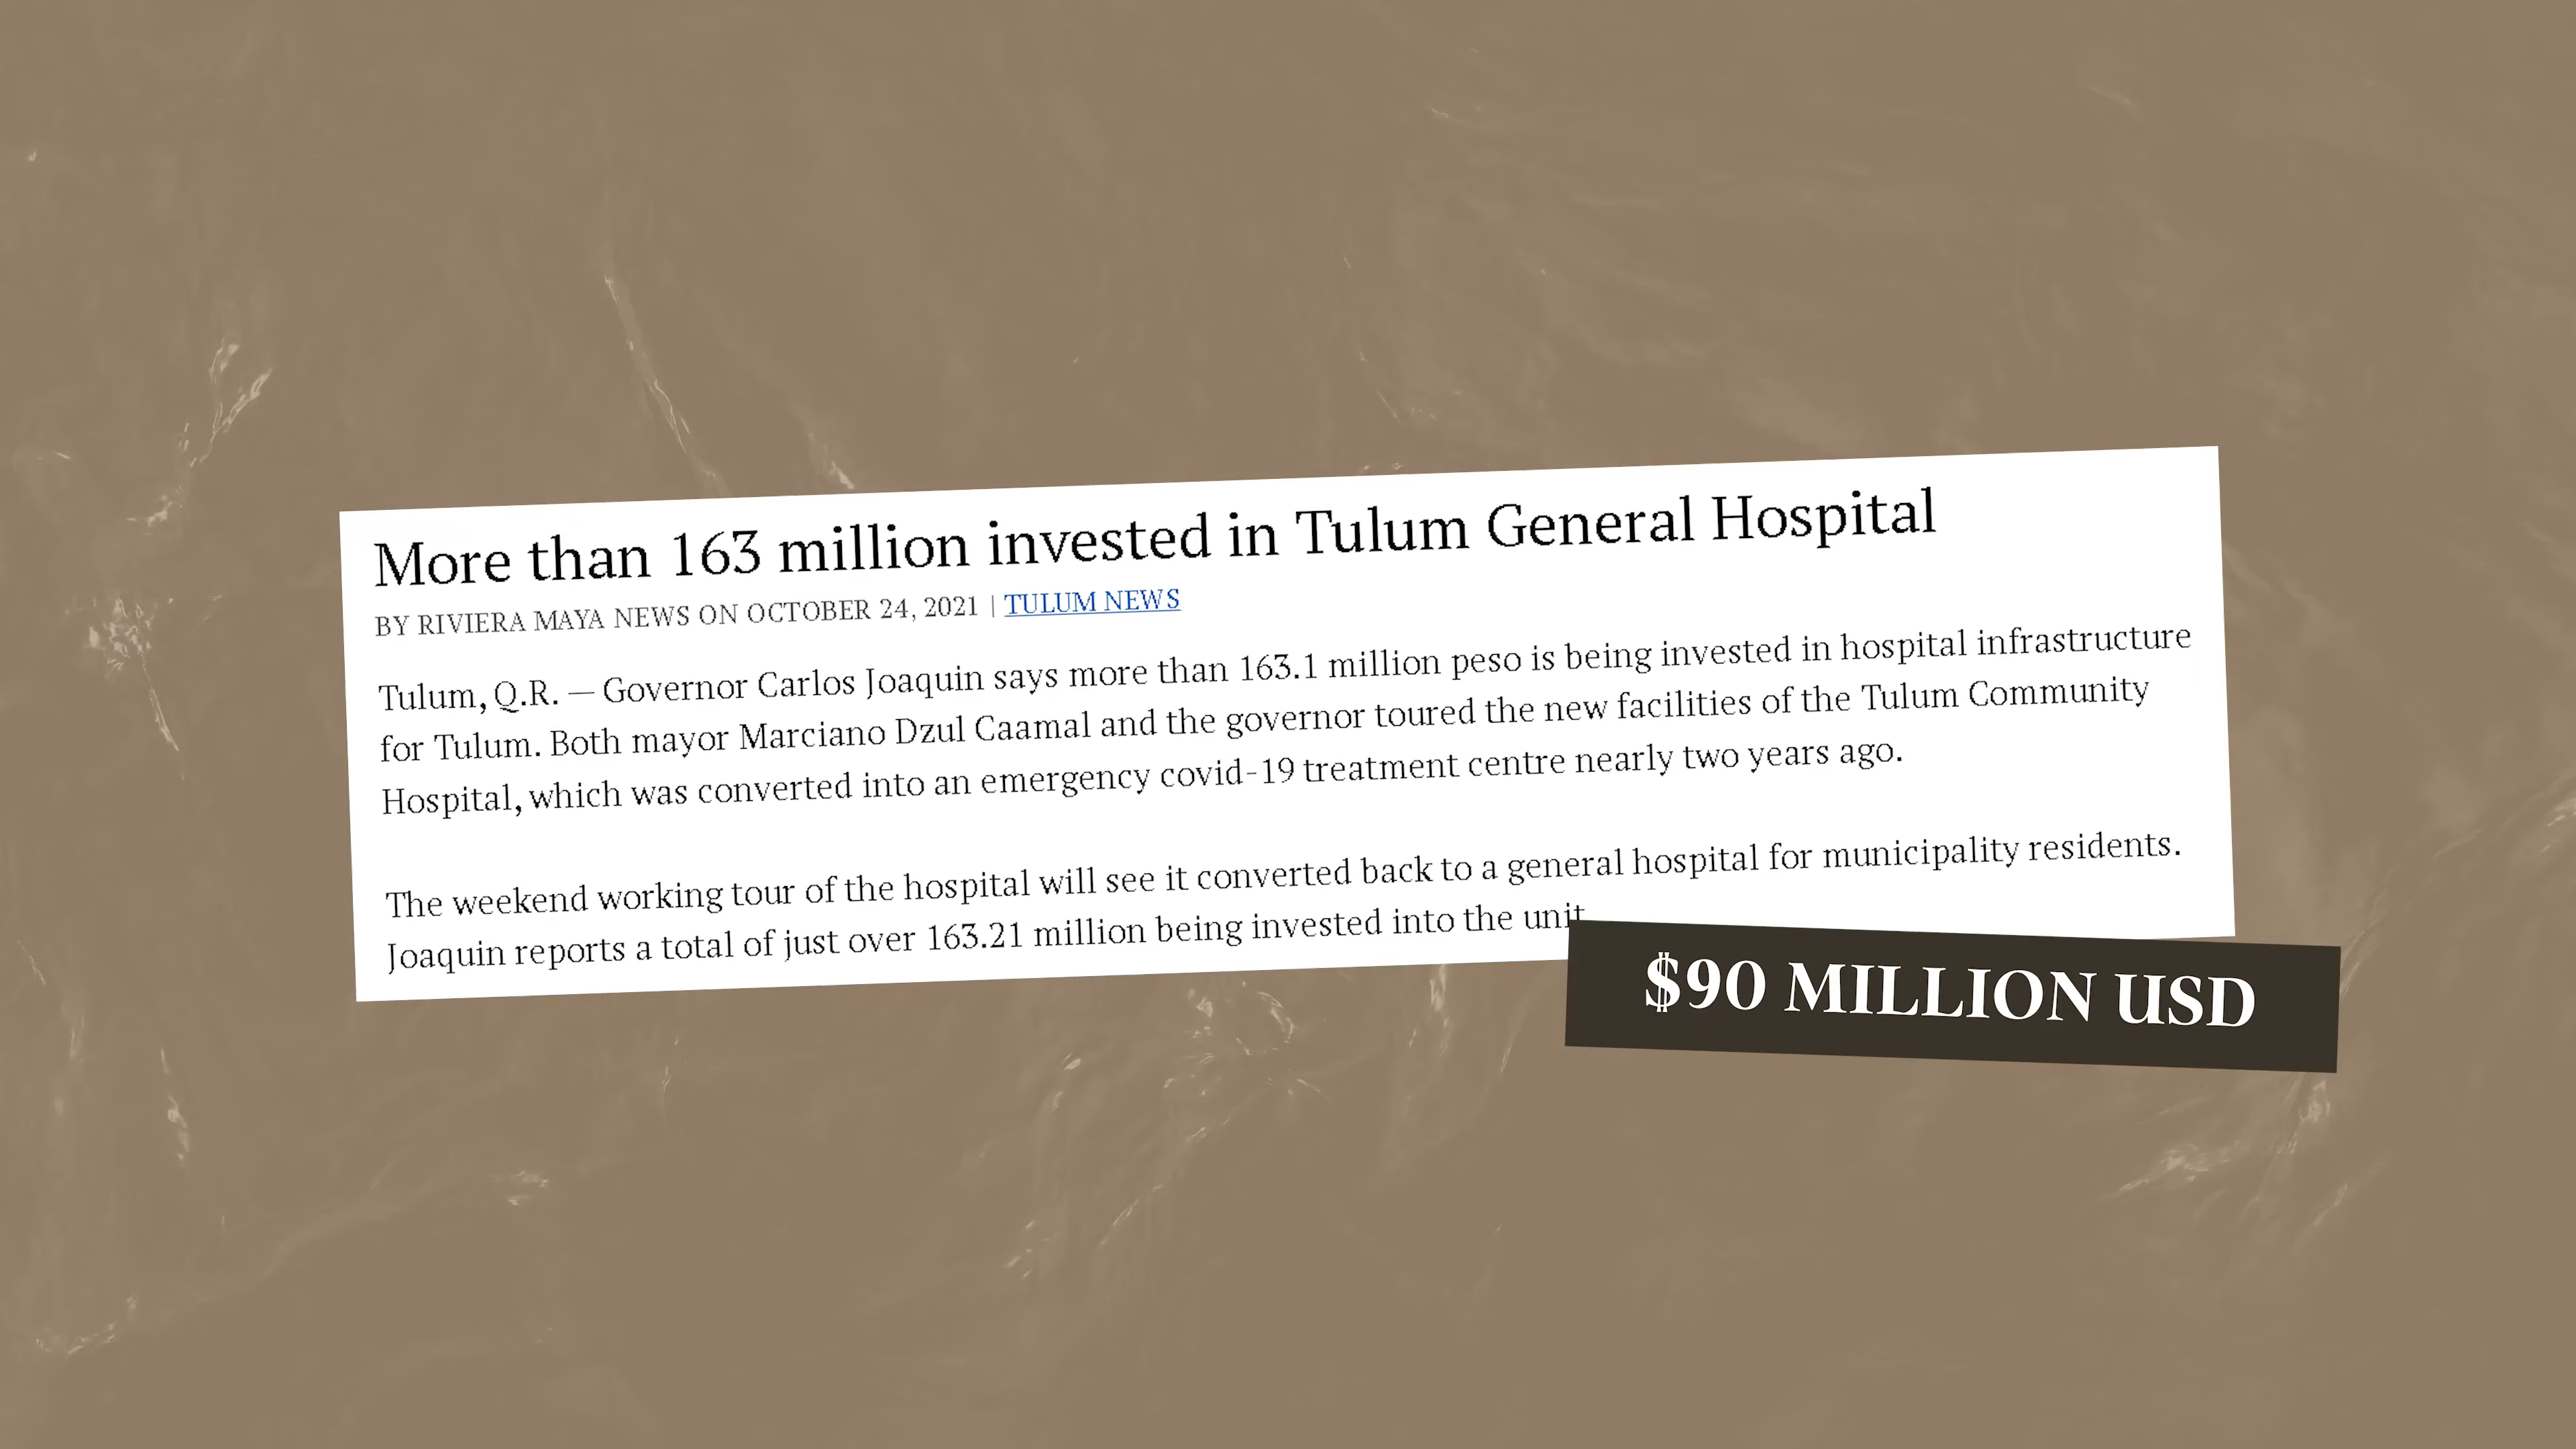 More than 163 million invested in Tulum General Hospital
BY RIVIERA MAYA NEWS ON OCTOBER 24, 2021 | TULUM NEWS
Tulum, Q.R. — Governor Carlos Joaquin says more than 163.1 million peso is being invested in hospital infrastructure
for Tulum. Both mayor Marciano Dzul Caamal and the governor toured the new facilities of the Tulum Community
Hospital, which was converted into an emergency covid-19 treatment centre nearly two years ago.
The weekend working tour of the hospital will see it converted back to a general hospital for municipality residents.
Joaquin reports a total of just over 163.21 million being invested into the unit
$90 MILLION USD